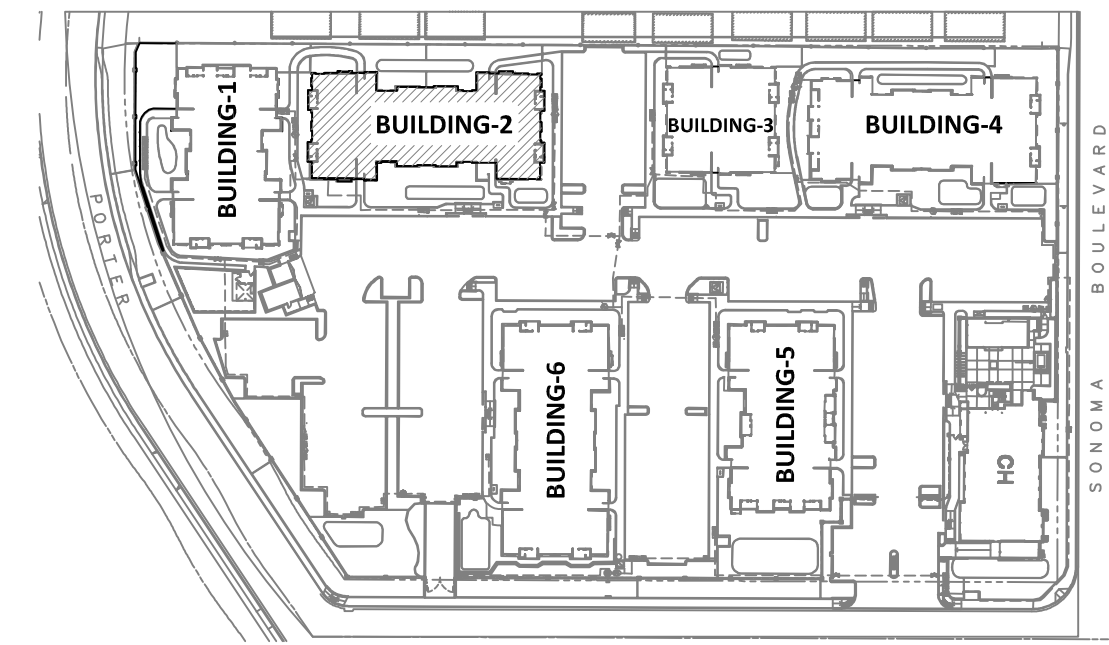 BUILDING-1
BUILDING-2
BUILDING-3
BUILDING-4
BUILDING-6
BUILDING-5
CH
PORTER
SONOMA BOULEVARD